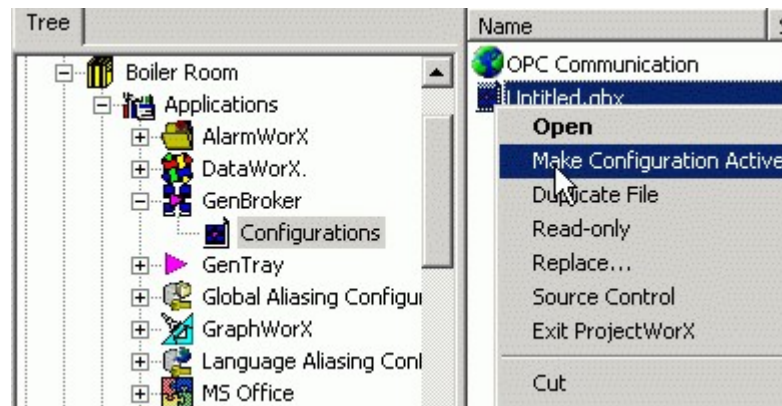 Tree
Boiler Room
Applications
AlarmWorX
DataWorX.
GenBroker
Configurations
GenTray
Global Aliasing Configur
GraphWorX
Language Aliasing Conf
MS Office
Name
OPC Communication
Untitled.gbx
Open
Make Configuration Active
Duplicate File
Read-only
Replace...
Source Control
Exit ProjectWorX
Cut